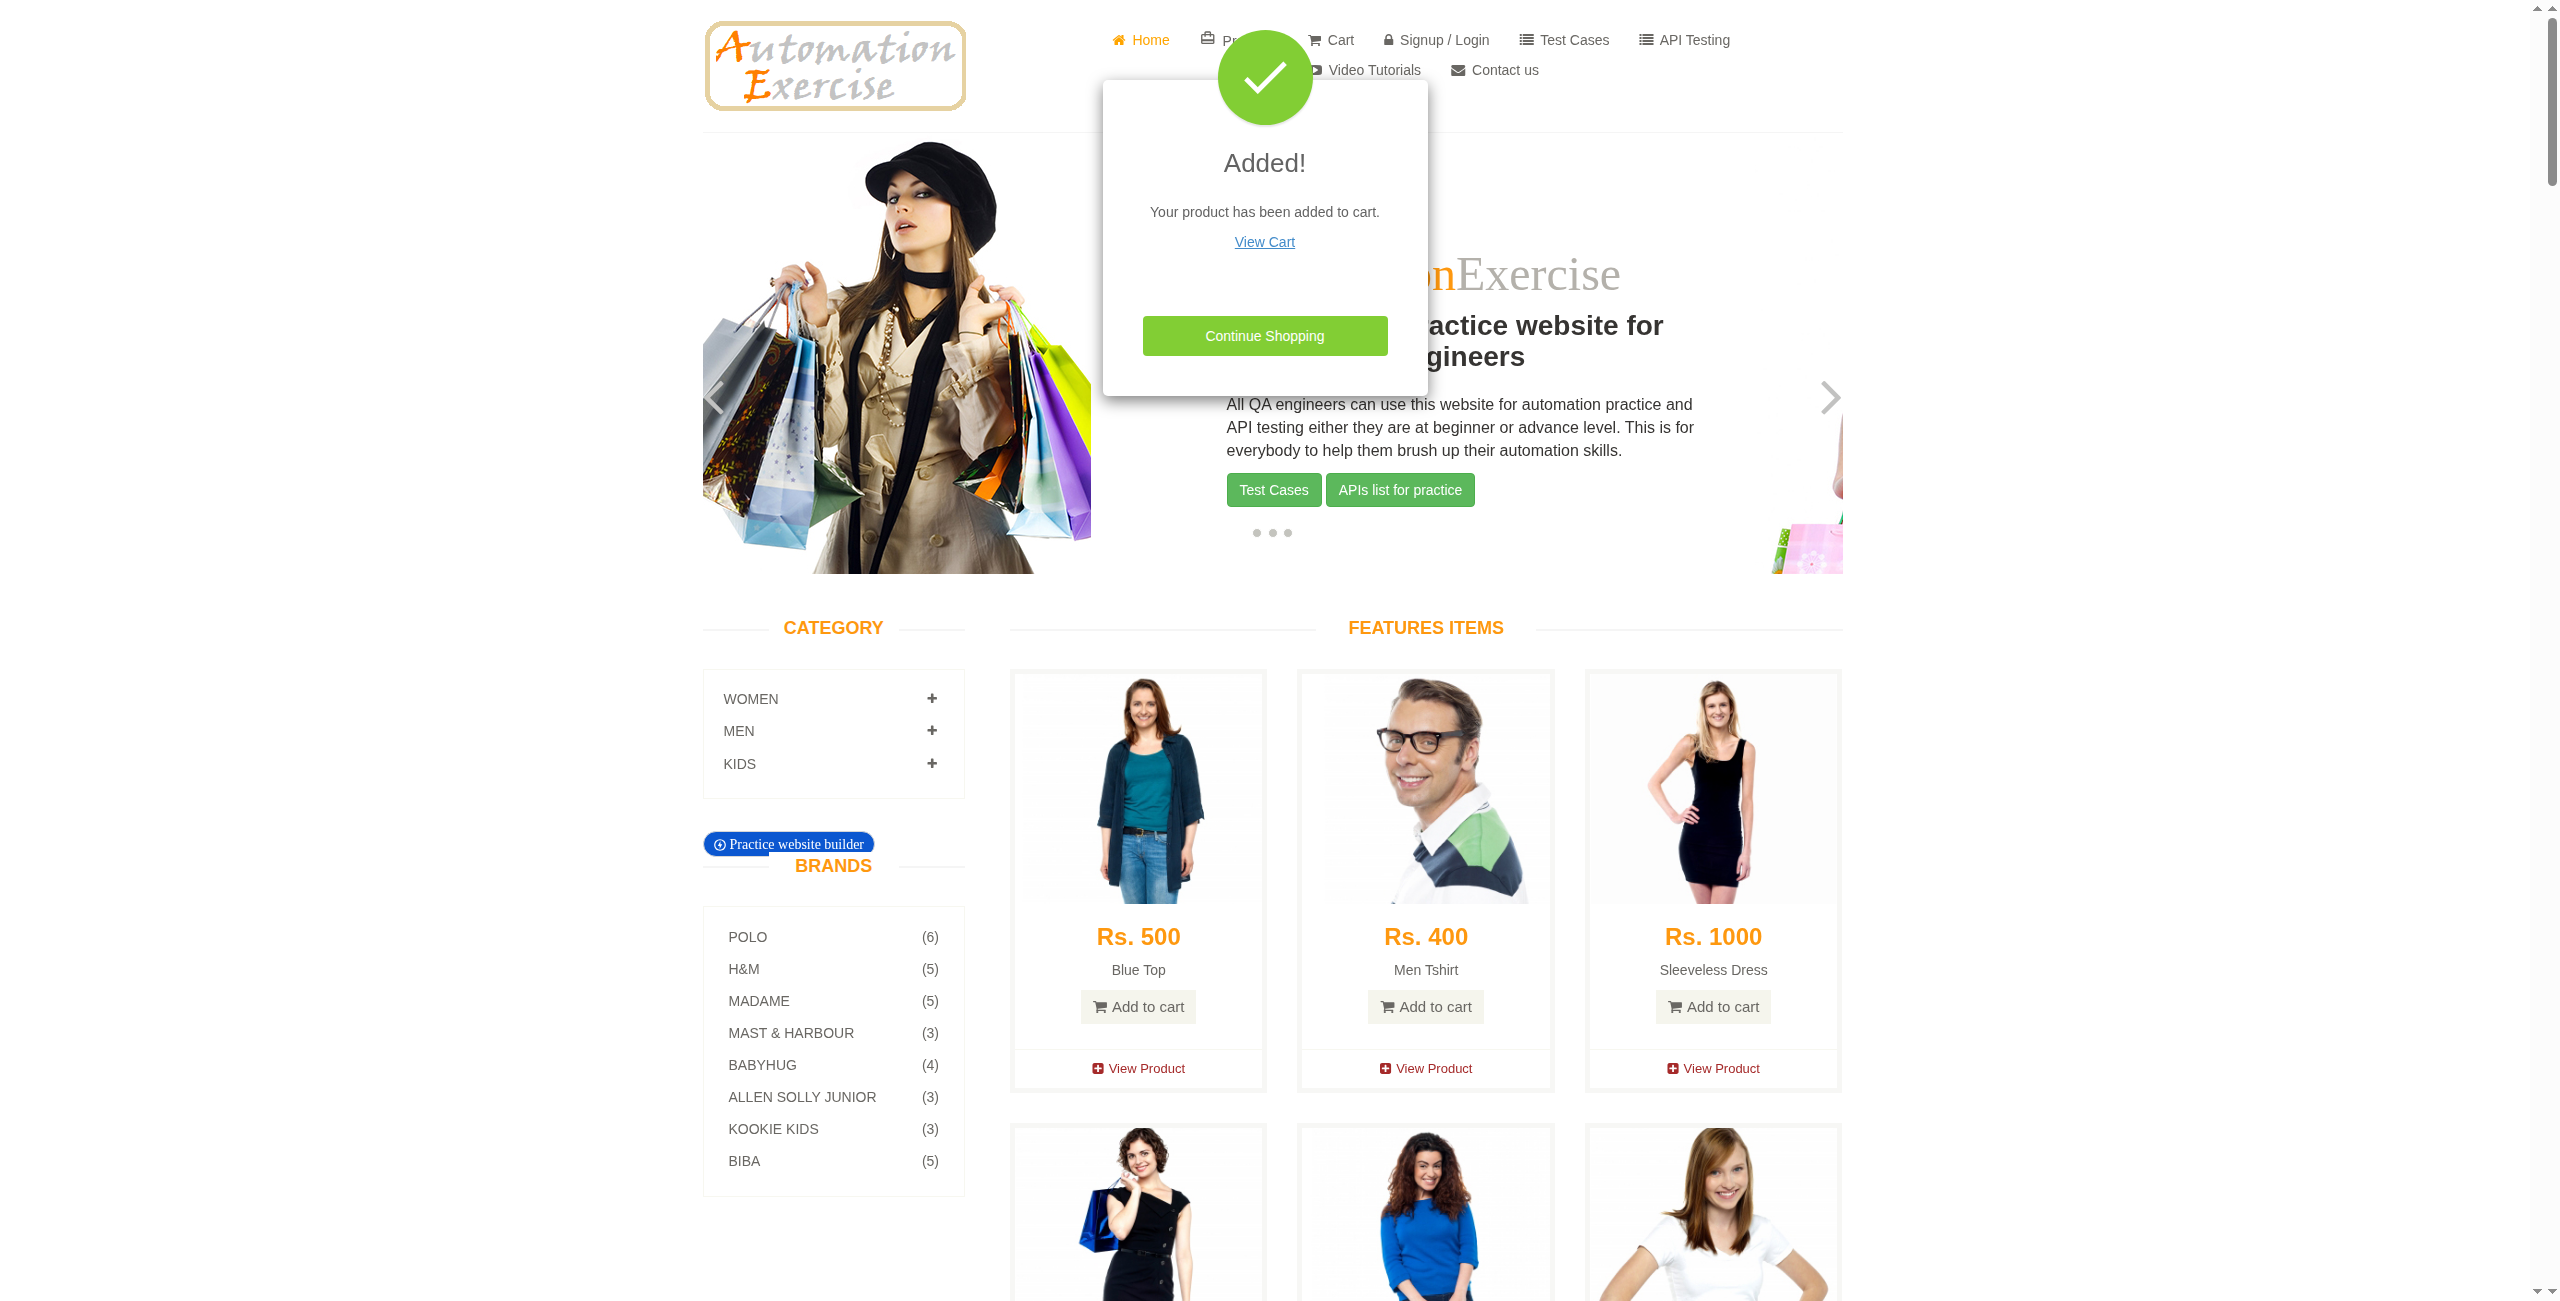 Automation
Exercise
Home
Cart
Signup / Login
Test Cases
API Testing
Video Tutorials
Contact us
Added!
Your product has been added to cart.
View Cart
Continue Shopping
onExercise
actice website for
gineers
All QA engineers can use this website for automation practice and
API testing either they are at beginner or advance level. This is for
everybody to help them brush up their automation skills.
Test Cases
APIs list for practice
CATEGORY
WOMEN
MEN
KIDS
Practice website builder
BRANDS
POLO (6)
H&M (5)
MADAME (5)
MAST & HARBOUR (3)
BABYHUG (4)
ALLEN SOLLY JUNIOR (3)
KOOKIE KIDS (3)
BIBA (5)
FEATURES ITEMS
Rs. 500
Blue Top
Add to cart
View Product
Rs. 400
Men Tshirt
Add to cart
View Product
Rs. 1000
Sleeveless Dress
Add to cart
View Product